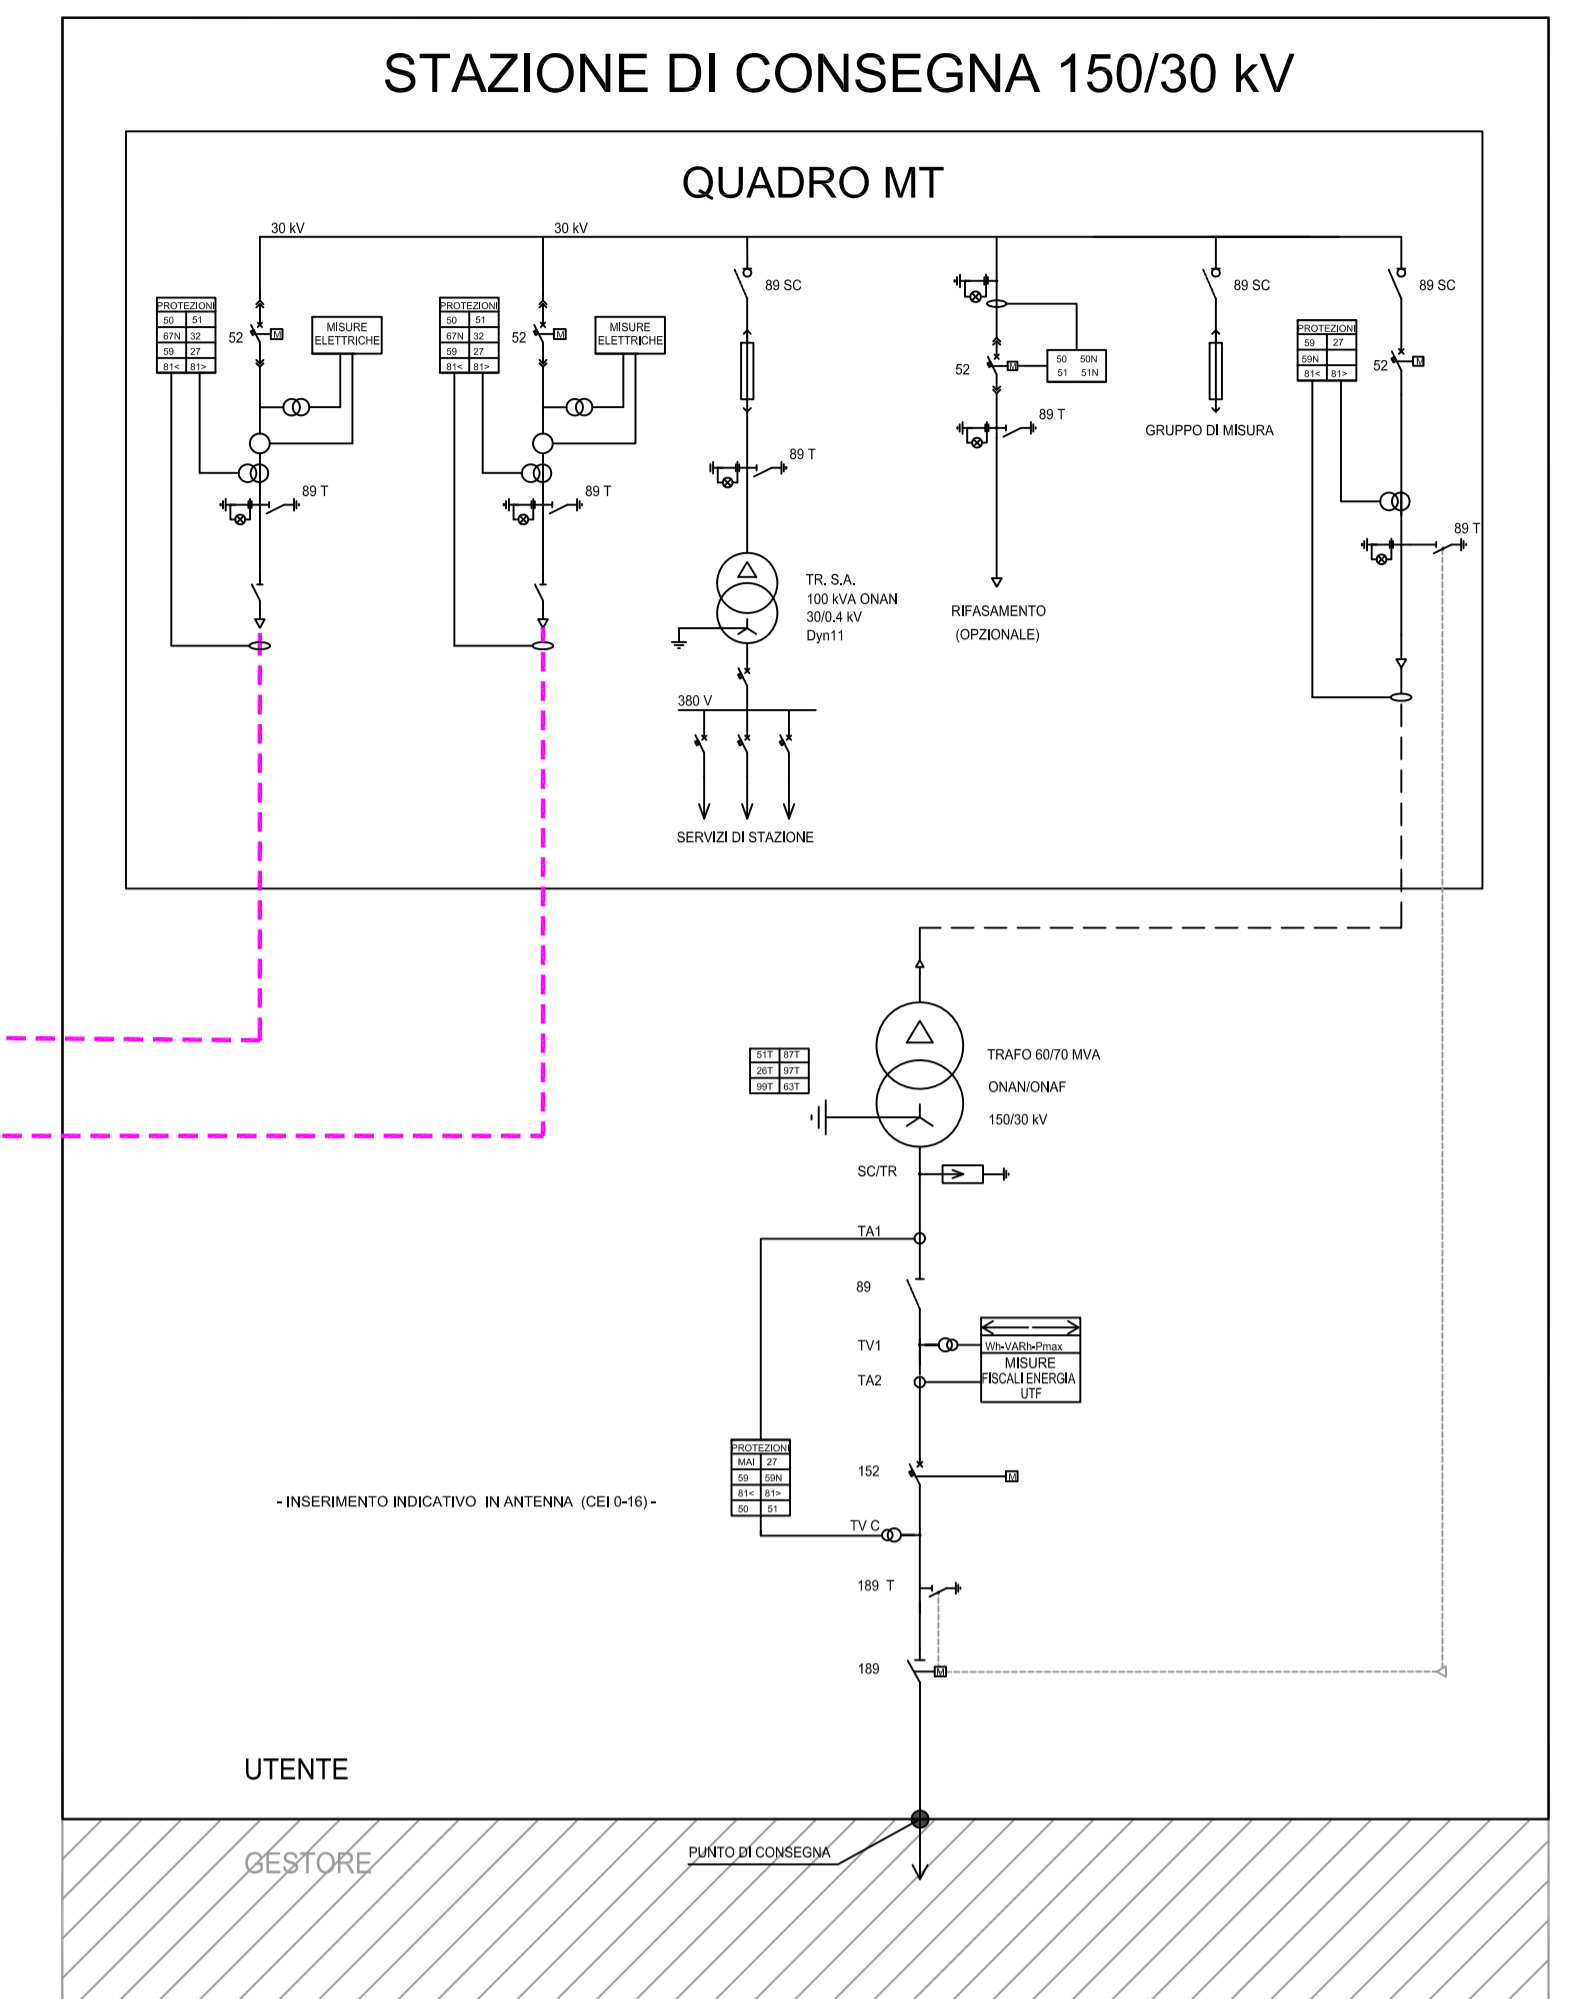 STAZIONE DI CONSEGNA 150/30 kV
QUADRO MT
30 kV
30 kV
PROTEZIONI
50 51
67N 32
59 27
81< 81>
52
M
MISURE
ELETTRICHE
89 T
PROTEZIONI
50 51
67N 32
59 27
81< 81>
52
M
MISURE
ELETTRICHE
89 T
89 SC
89 T
TR. S.A.
100 kVA ONAN
30/0.4 kV
Dyn11
380 V
SERVIZI DI STAZIONE
52
M
50 50N
51 51N
89 T
RIFASAMENTO
(OPZIONALE)
89 SC
GRUPPO DI MISURA
89 SC
PROTEZIONI
59 27
59N
81< 81>
52
M
89 T
51T 87T
26T 97T
99T 63T
TRAFO 60/70 MVA
ONAN/ONAF
150/30 kV
SC/TR
TA1
89
TV1
TA2
Wh-VARh-Pmax
MISURE
FISCALI ENERGIA
UTF
PROTEZIONI
MAI 27
59 59N
81< 81>
50 51
152
M
- INSERIMENTO INDICATIVO IN ANTENNA (CEI 0-16) -
TV C
189 T
189
M
UTENTE
GESTORE
PUNTO DI CONSEGNA